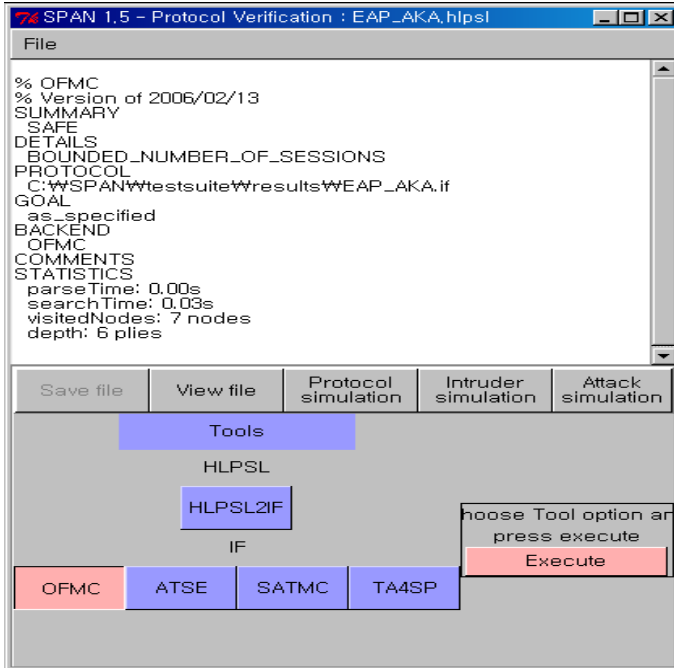 SPAN 1.5 - Protocol Verification : EAP_AKA.hlpsl
File
% OFMC
% Version of 2006/02/13
SUMMARY
SAFE
DETAILS
BOUNDED_NUMBER_OF_SESSIONS
PROTOCOL
C:₩SPAN₩testsuite₩results₩EAP_AKA.if
GOAL
as_specified
BACKEND
OFMC
COMMENTS
STATISTICS
parseTime: 0.00s
searchTime: 0.03s
visitedNodes: 7 nodes
depth: 6 plies
Save file
View file
Protocol
simulation
Intruder
simulation
Attack
simulation
Tools
HLPSL
HLPSL2IF
IF
hoose Tool option an
press execute
Execute
OFMC
ATSE
SATMC
TA4SP